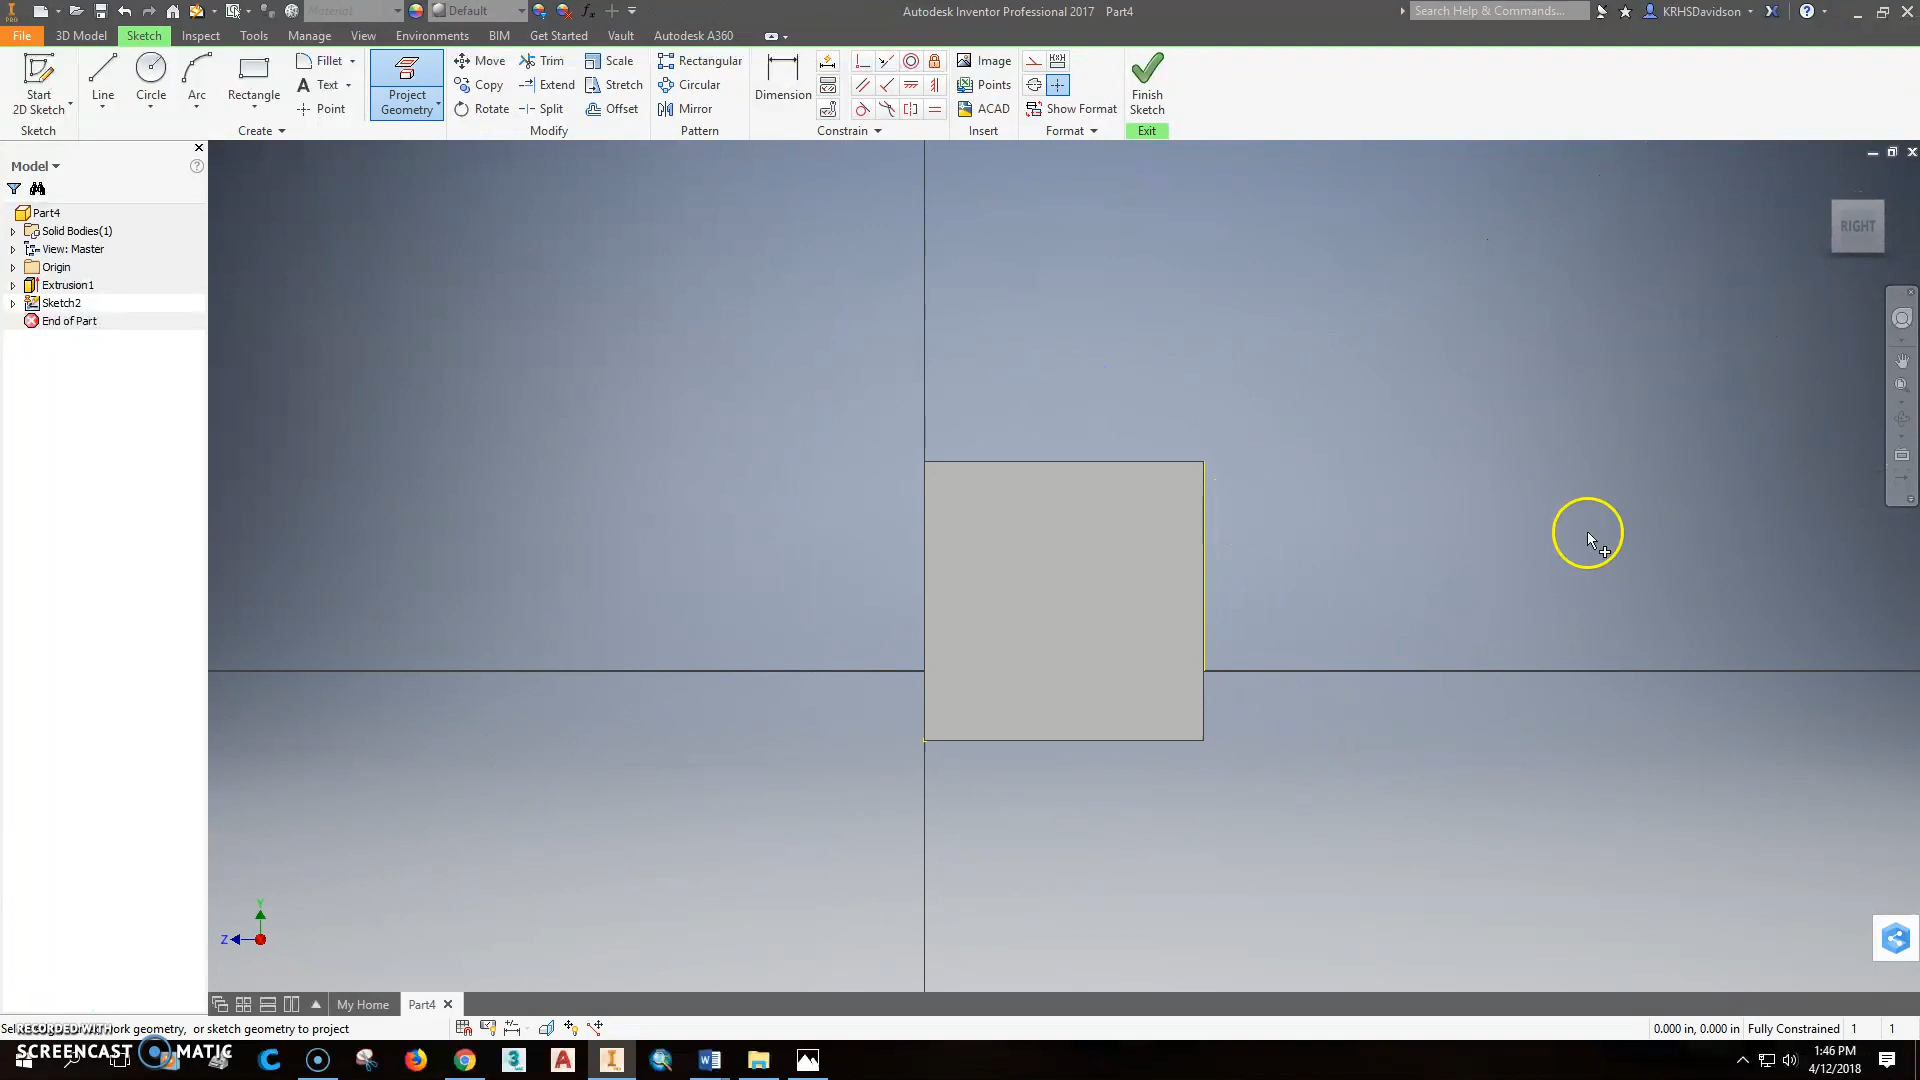 PRO
Material
Default
Autodesk Inventor Professional 2017 Part4
Search Help & Commands...
KRHSDavidson
File 3D Model Sketch Inspect Tools Manage View Environments BIM Get Started Vault Autodesk A360
Start
2D Sketch
Line Circle Arc Rectangle
Fillet
Text
Point
Project
Geometry
Move Trim Scale
Copy Extend Stretch
Rotate Split Offset
Rectangular
Circular
Mirror
Dimension
Image
Points
ACAD
Show Format
Finish
Sketch
Sketch Create Modify Pattern Constrain Insert Format Exit
Model
Part4
Solid Bodies(1)
View: Master
Origin
Extrusion1
Sketch2
End of Part
RIGHT
Y
Z
My Home Part4
geometry, or sketch geometry to project
0.000 in, 0.000 in Fully Constrained 1 1
RECORDED WITH
SCREENCAST MATIC
1:46 PM
4/12/2018